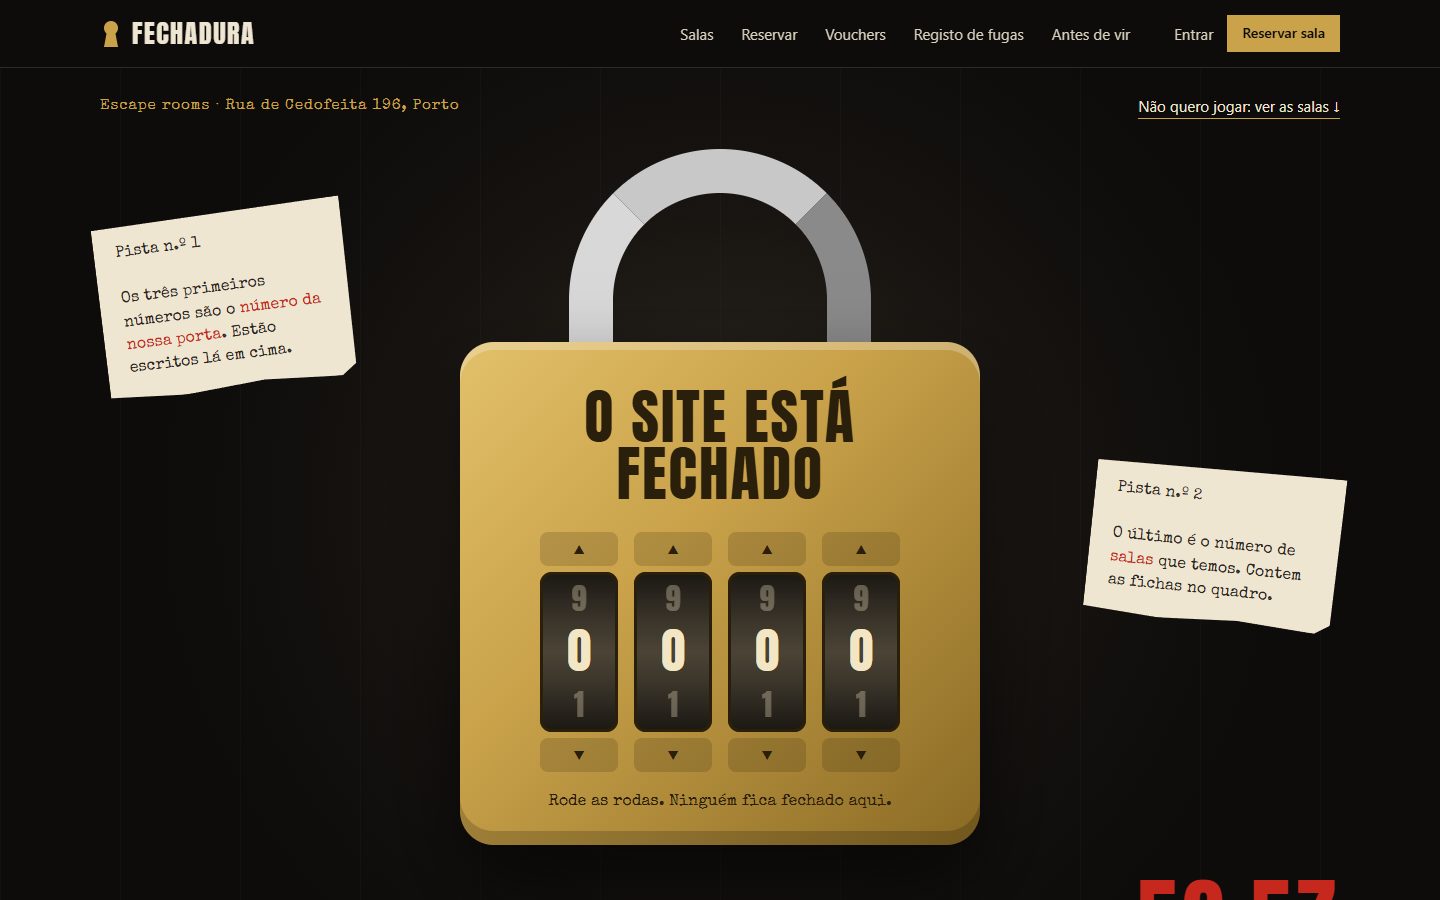 FECHADURA
Salas
Reservar
Vouchers
Registo de fugas
Antes de vir
Entrar
Reservar sala
Escape rooms · Rua de Cedofeita 196, Porto
Não quero jogar: ver as salas ↓
Pista n.º 1
Os três primeiros
números são o número da
nossa porta. Estão
escritos lá em cima.
O SITE ESTÁ
FECHADO
Pista n.º 2
O último é o número de
salas que temos. Contem
as fichas no quadro.
▲ ▲ ▲ ▲
9 9 9 9
0 0 0 0
1 1 1 1
▼ ▼ ▼ ▼
Rode as rodas. Ninguém fica fechado aqui.